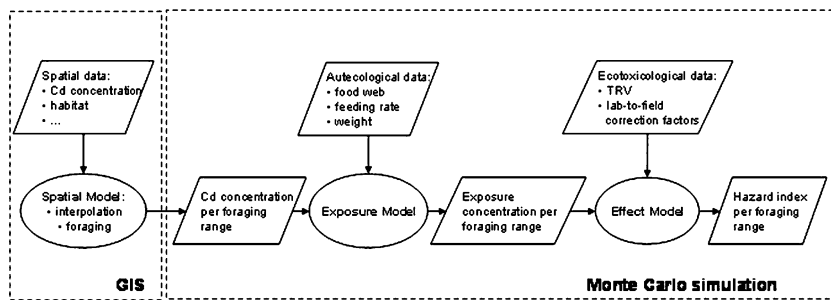 Spatial data:
• Cd concentration
• habitat
• ...
Autecological data:
• food web
• feeding rate
• weight
Ecotoxicological data:
• TRV
• lab-to-field
correction factors
Spatial Model:
• interpolation
• foraging
Cd concentration
per foraging
range
Exposure Model
Exposure
concentration per
foraging range
Effect Model
Hazard index
per foraging
range
GIS
Monte Carlo simulation